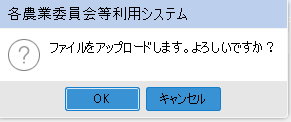 各農業委員会等利用システム
ファイルをアップロードします。よろしいですか？
OK
キャンセル